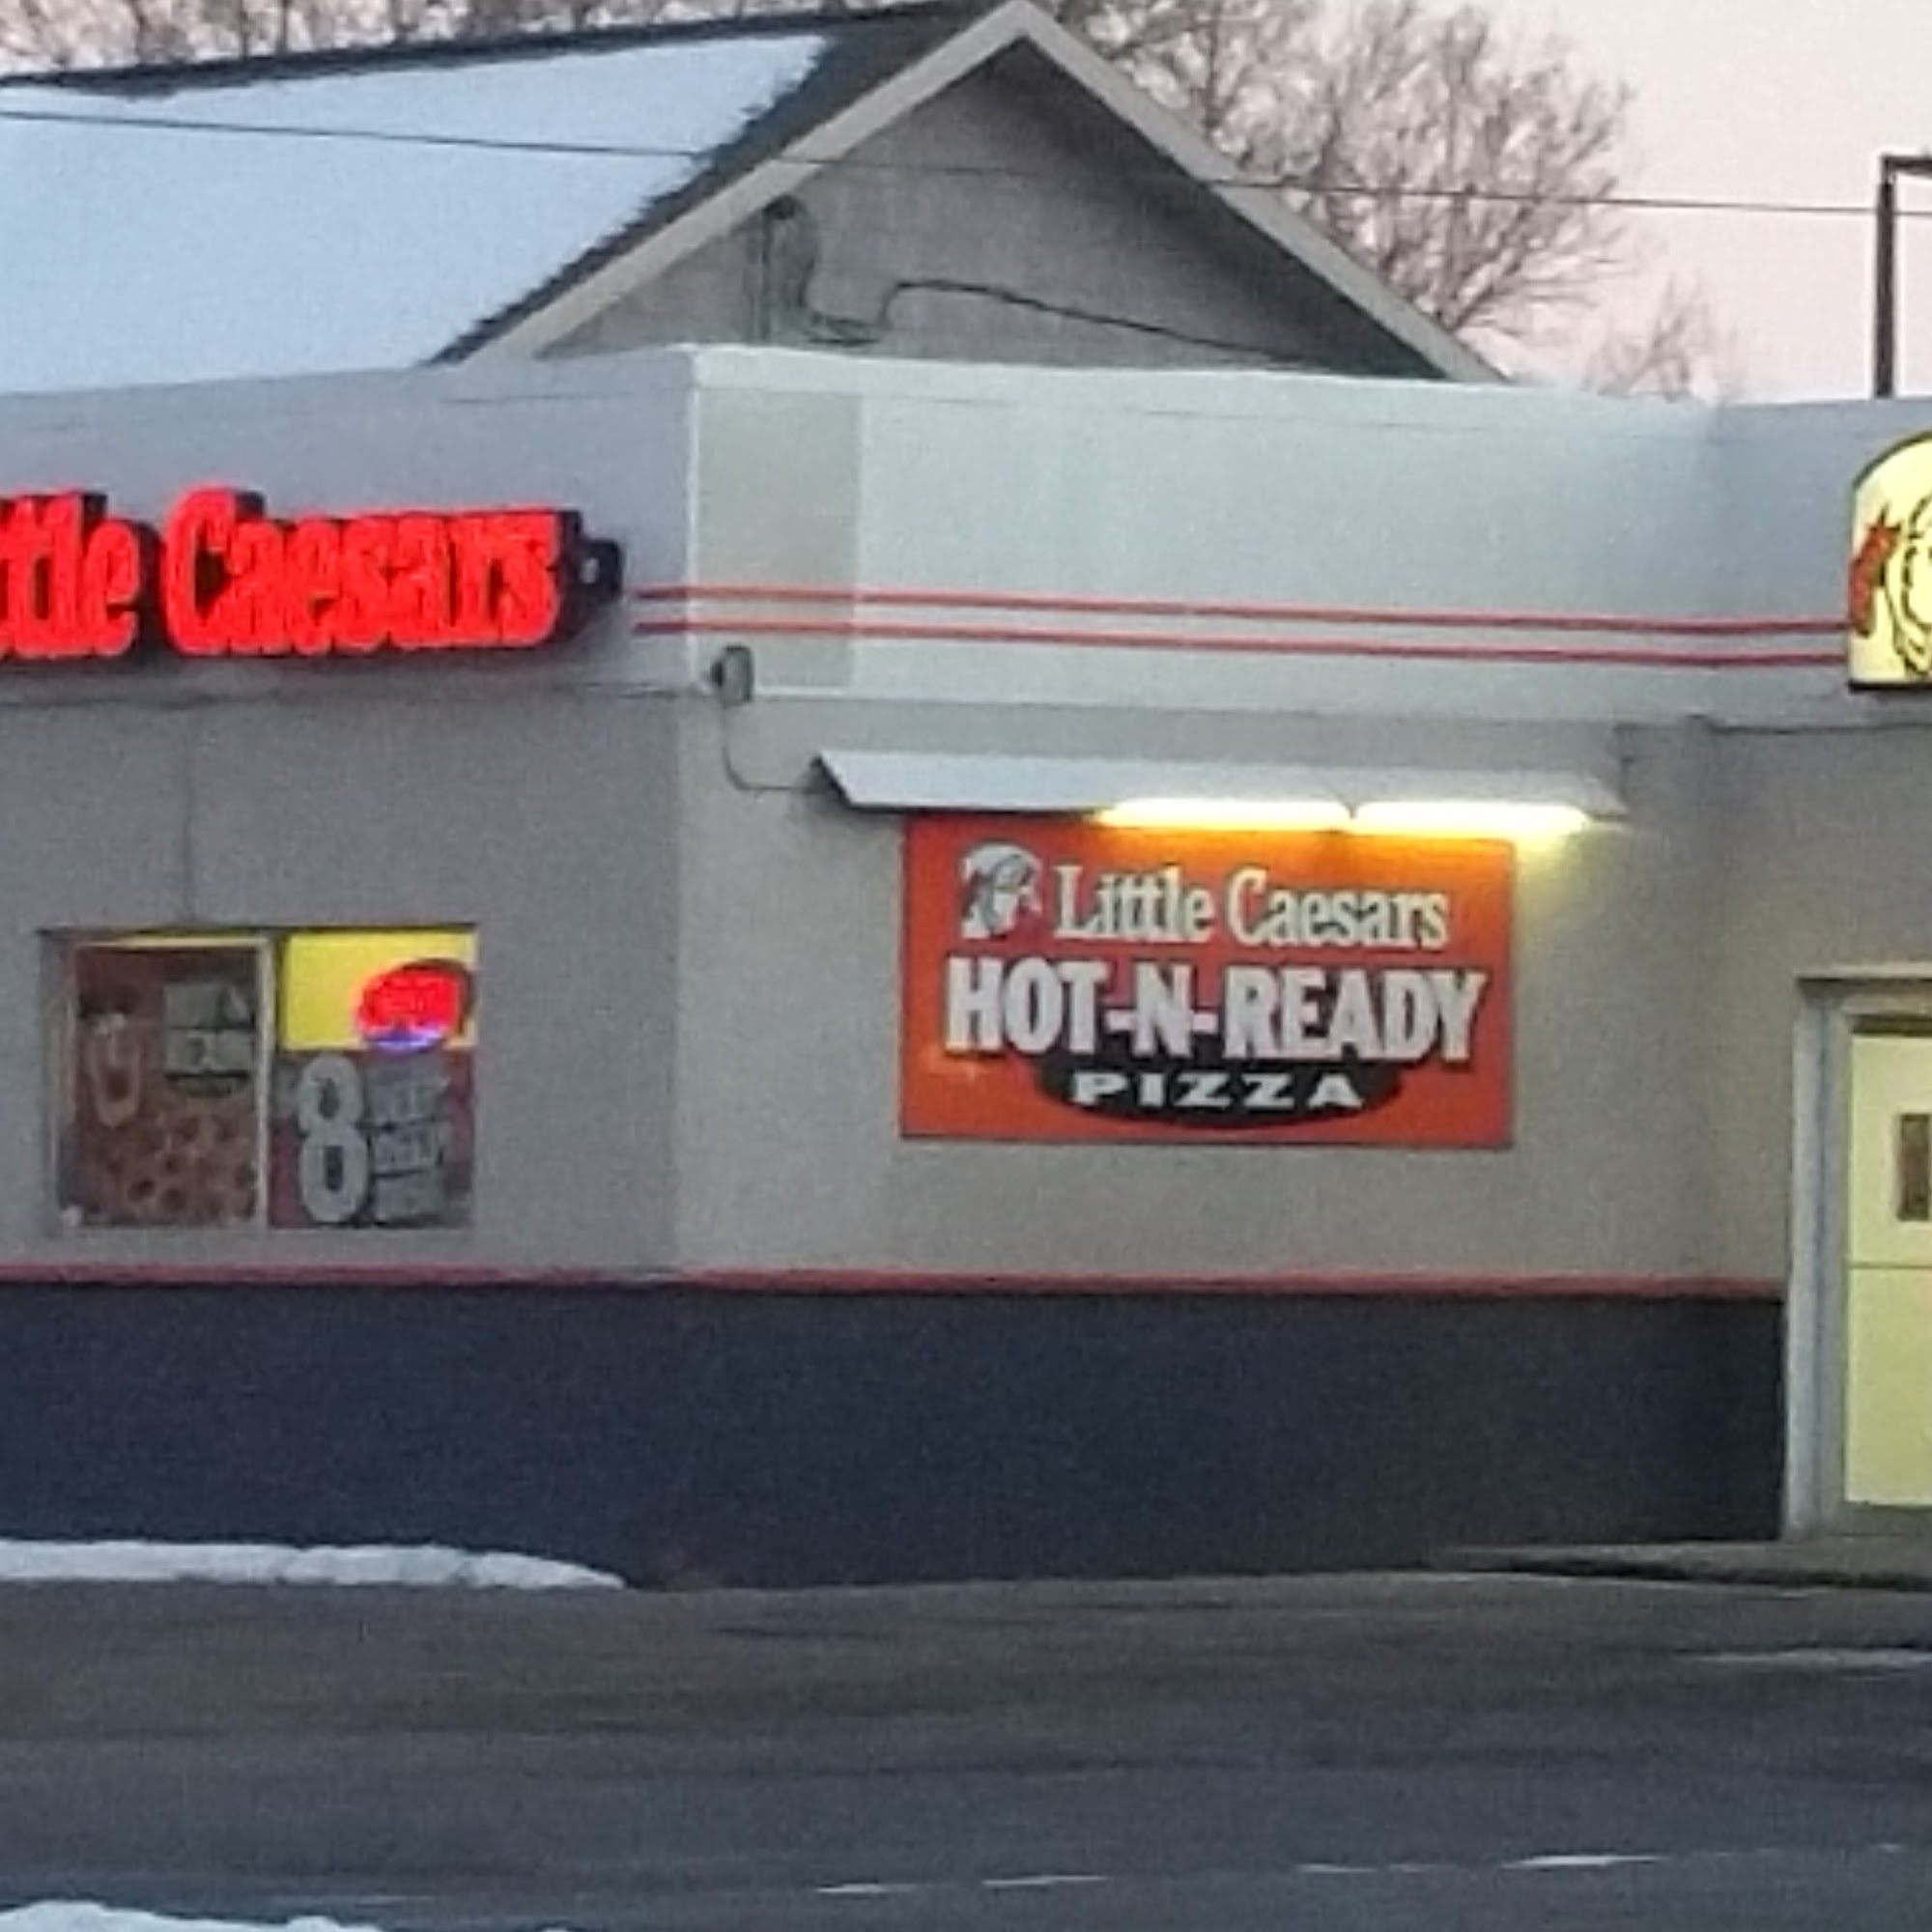 ttle Caesars
Little Caesars
HOT-N-READY
PIZZA
8